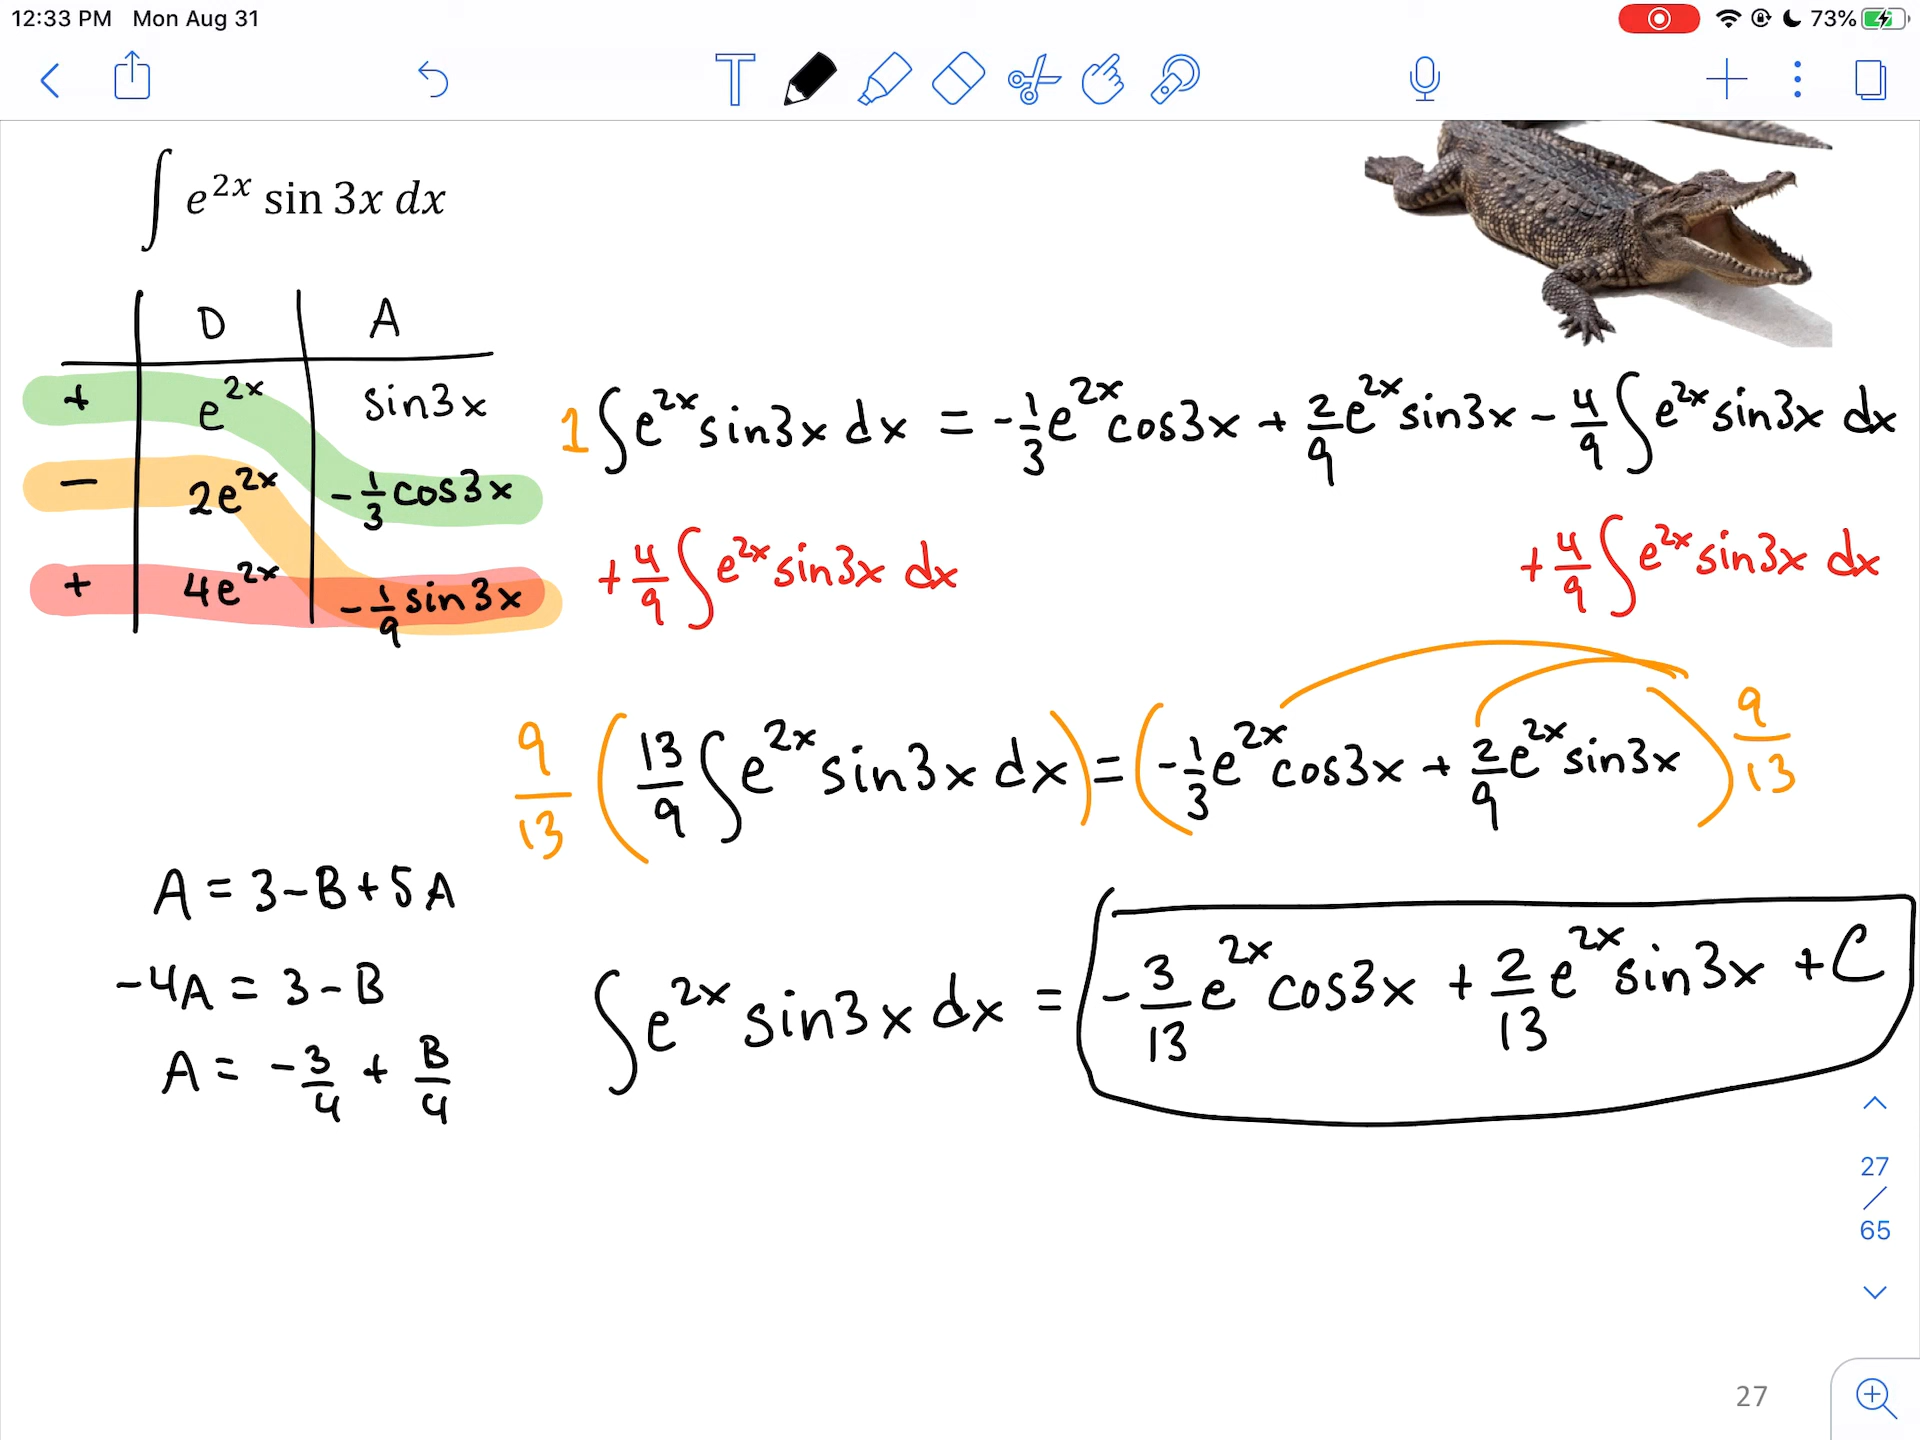 12:33 PM Mon Aug 31
73%
T
∫ e^{2x} sin 3x dx
D A
+ e^{2x} sin3x
− 2e^{2x} -1/3 cos3x
+ 4e^{2x} -1/9 sin3x
1∫e^{2x} sin3x dx = -1/3 e^{2x} cos3x + 2/9 e^{2x} sin3x - 4/9 ∫e^{2x} sin3x dx
+4/9 ∫e^{2x} sin3x dx +4/9 ∫e^{2x} sin3x dx
9/13 (13/9 ∫e^{2x} sin3x dx) = (-1/3 e^{2x} cos3x + 2/9 e^{2x} sin3x) 9/13
A = 3-B+5A
-4A = 3-B
A = -3/4 + B/4
∫e^{2x} sin3x dx = -3/13 e^{2x} cos3x + 2/13 e^{2x} sin3x + C
27
/
65
27